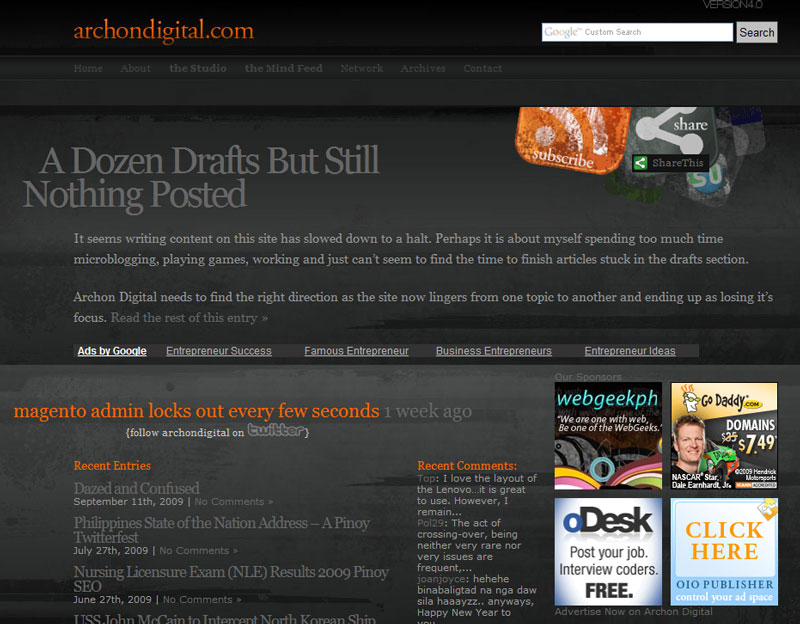 VERSION4.0
archondigital.com
Google™ Custom Search
Search
Home About the Studio the Mind Feed Network Archives Contact
subscribe
share
ShareThis
A Dozen Drafts But Still
Nothing Posted
It seems writing content on this site has slowed down to a halt. Perhaps it is about myself spending too much time
microblogging, playing games, working and just can't seem to find the time to finish articles stuck in the drafts section.
Archon Digital needs to find the right direction as the site now lingers from one topic to another and ending up as losing it's
focus. Read the rest of this entry »
Ads by Google Entrepreneur Success Famous Entrepreneur Business Entrepreneurs Entrepreneur Ideas
magento admin locks out every few seconds 1 week ago
{follow archondigital on twitter}
Recent Entries
Dazed and Confused
September 11th, 2009 | No Comments »
Philippines State of the Nation Address – A Pinoy
Twitterfest
July 27th, 2009 | No Comments »
Nursing Licensure Exam (NLE) Results 2009 Pinoy
SEO
June 27th, 2009 | No Comments »
USS John McCain to Intercept North Korean Ship
Recent Comments:
Top: I love the layout of
the Lenovo...it is great
to use. However, I
remain...
Pol29: The act of
crossing-over, being
neither very rare nor
very issues are
frequent,...
joanjoyce: hehehe
binabaligtad na nga daw
sila haaayzz.. anyways,
Happy New Year to
you
Our Sponsors
webgeekph
"We are one with web,
Be one of the WebGeeks."
Go Daddy.COM
DOMAINS
$35
$7.49*
NASCAR® Star,
Dale Earnhardt, Jr.
©2009 Hendrick
Motorsports
oDesk
Post your job.
Interview coders.
FREE.
CLICK
HERE
OIO PUBLISHER
control your ad space
Advertise Now on Archon Digital